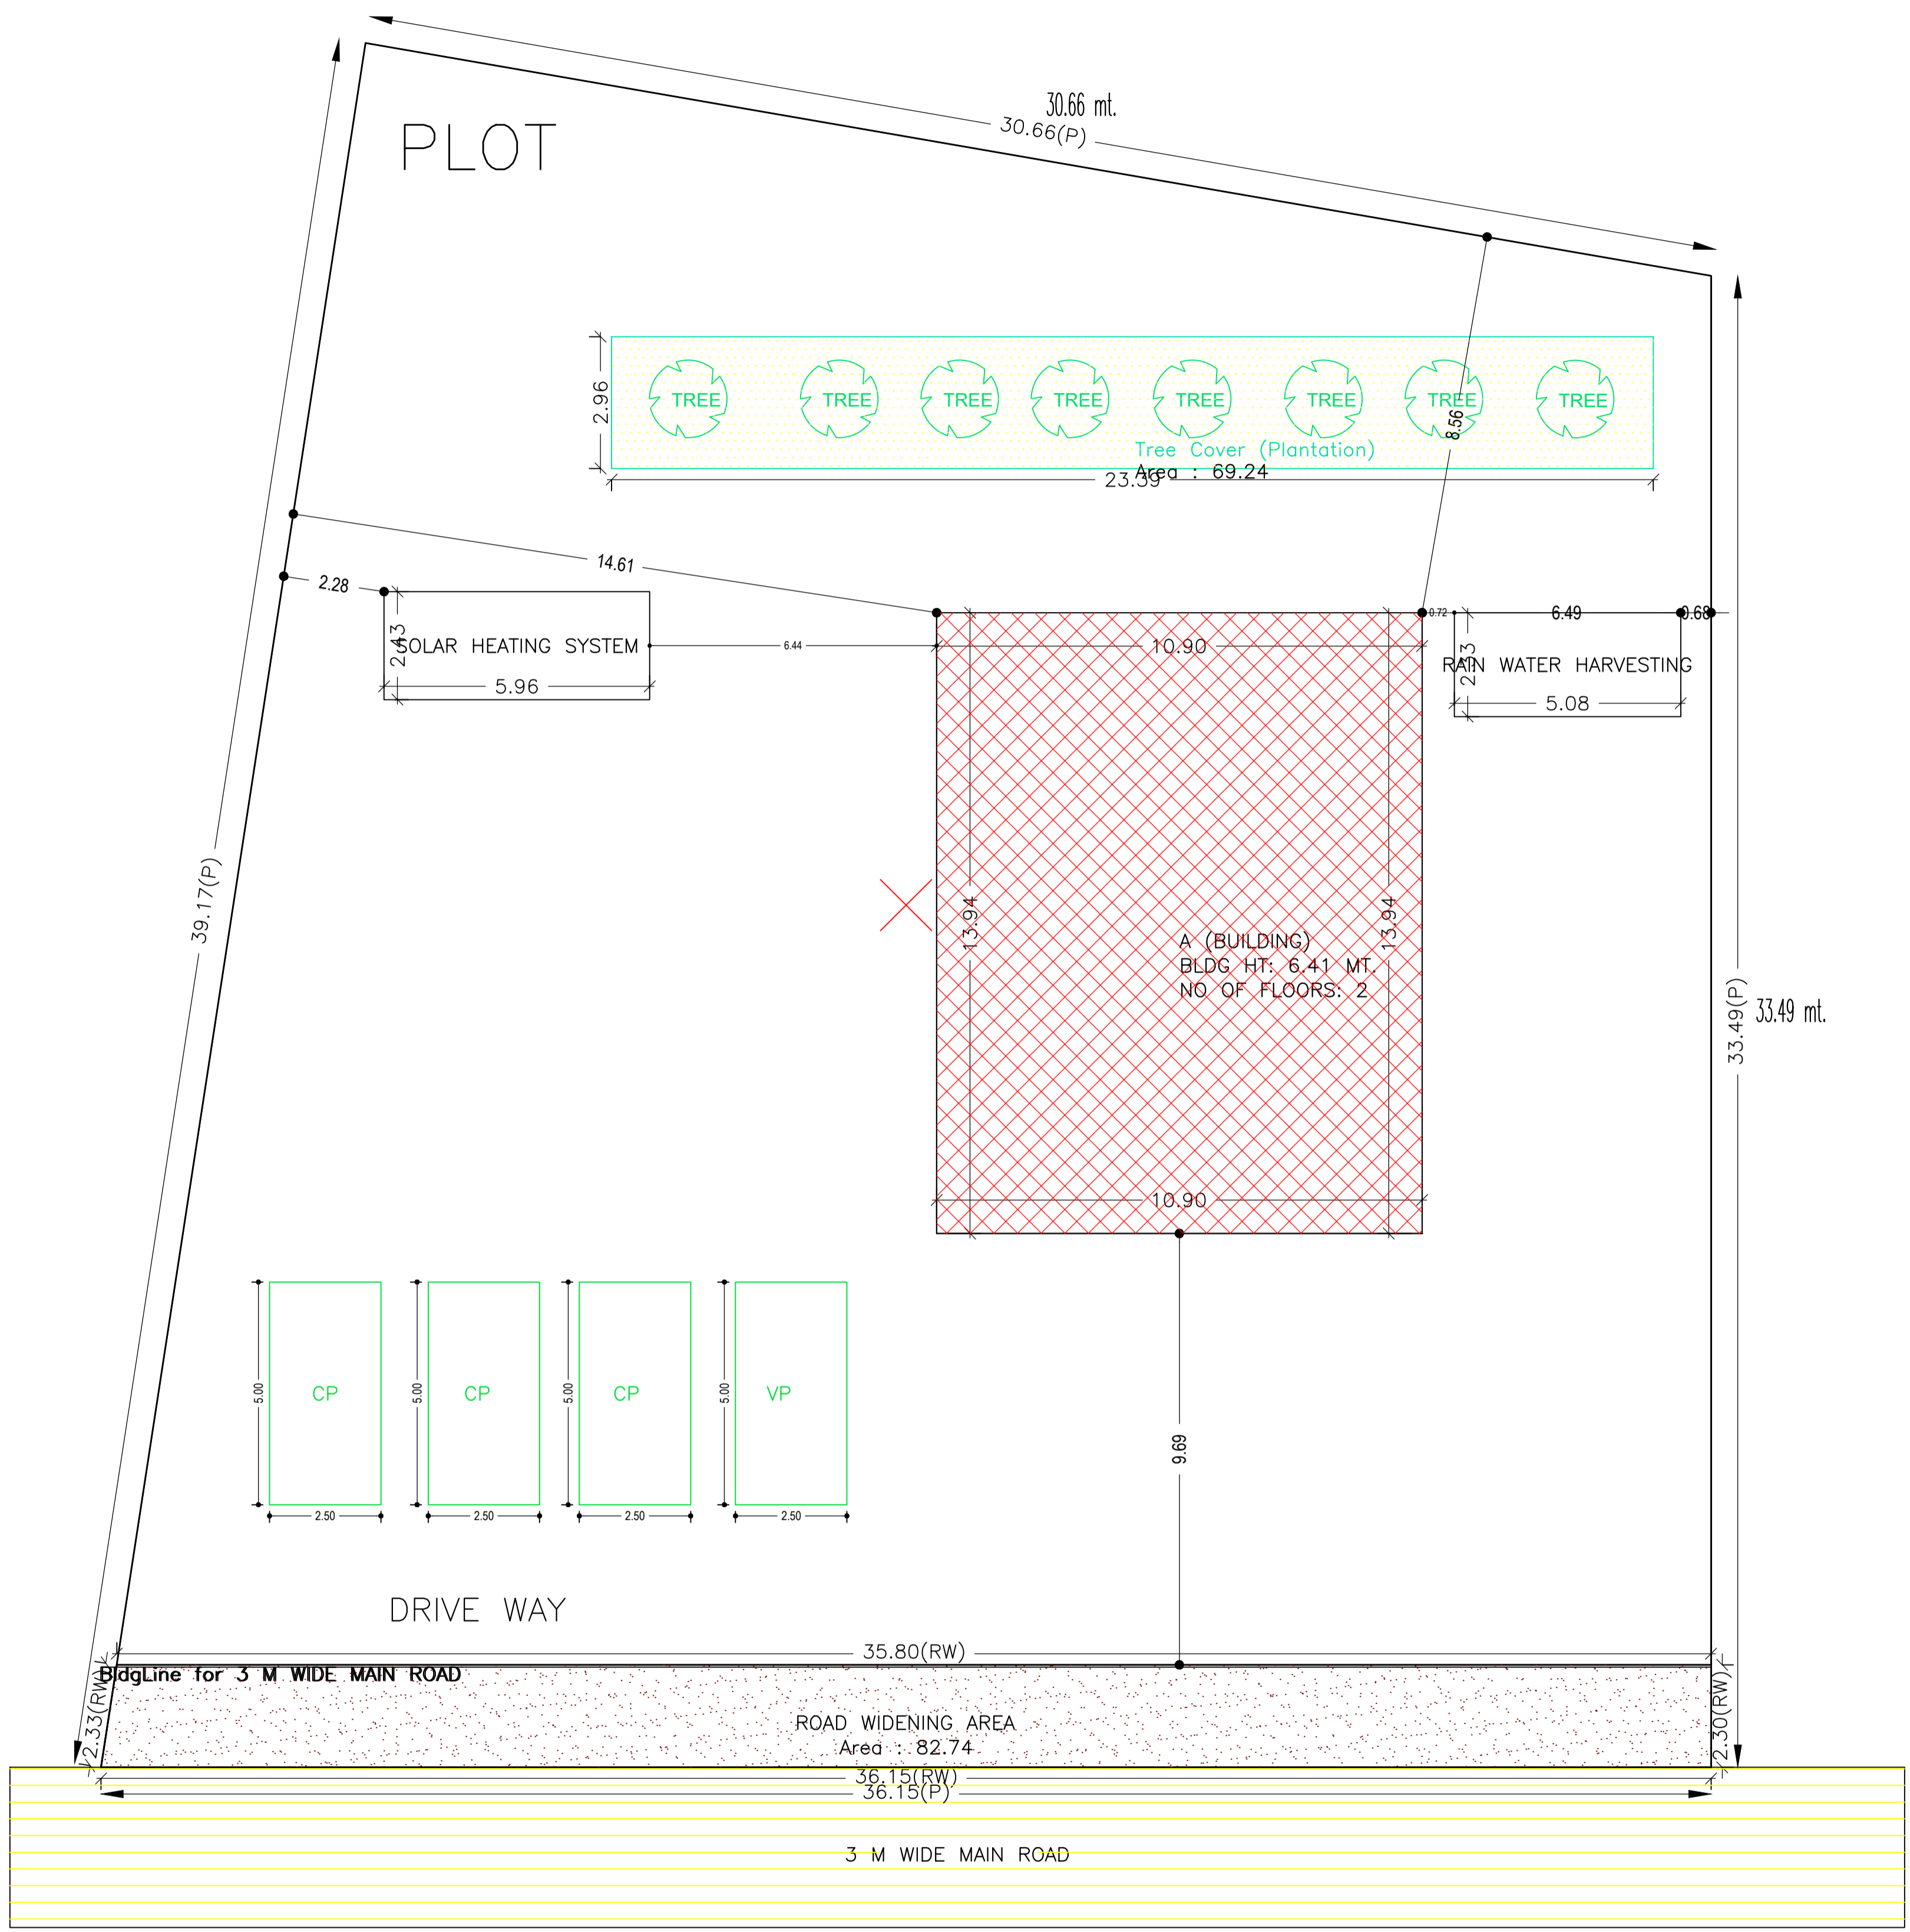 30.66 mt.
30.66(P)
PLOT
TREE TREE TREE TREE TREE TREE TREE TREE
2.96
8.56
Tree Cover (Plantation)
Area : 69.24
23.39
14.61
2.28
0.72
6.49
0.68
2.43
SOLAR HEATING SYSTEM
6.44
10.90
2.33
RAIN WATER HARVESTING
5.96
5.08
39.17(P)
13.94
13.94
A (BUILDING)
BLDG HT: 6.41 MT.
NO OF FLOORS: 2
33.49(P)
33.49 mt.
10.90
5.00
CP
5.00
CP
5.00
CP
5.00
VP
9.69
2.50
2.50
2.50
2.50
DRIVE WAY
35.80(RW)
BldgLine for 3 M WIDE MAIN ROAD
2.33(RW)
ROAD WIDENING AREA
Area : 82.74
2.30(RW)
36.15(RW)
36.15(P)
3 M WIDE MAIN ROAD